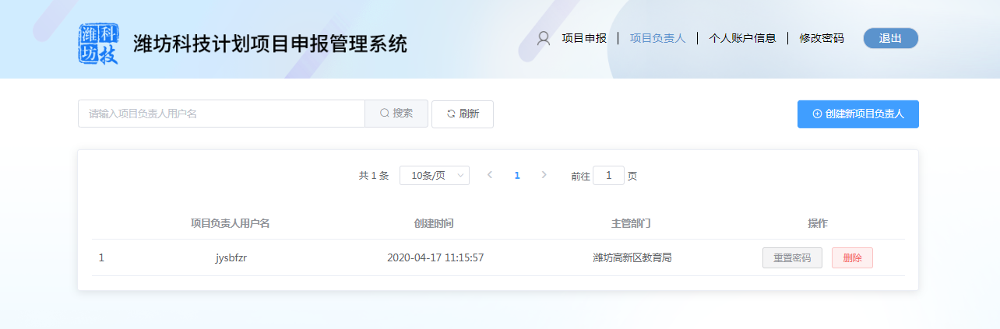 潍坊科技
潍坊科技计划项目申报管理系统
项目申报 项目负责人 个人账户信息 修改密码 退出
请输入项目负责人用户名 搜索 刷新 创建新项目负责人
共 1 条 10条/页 1 前往 1 页
项目负责人用户名 创建时间 主管部门 操作
1 jysbfzr 2020-04-17 11:15:57 潍坊高新区教育局 重置密码 删除